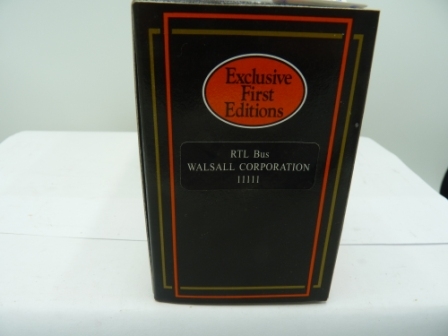 Exclusive
First
Editions
RTL Bus
WALSALL CORPORATION
11111